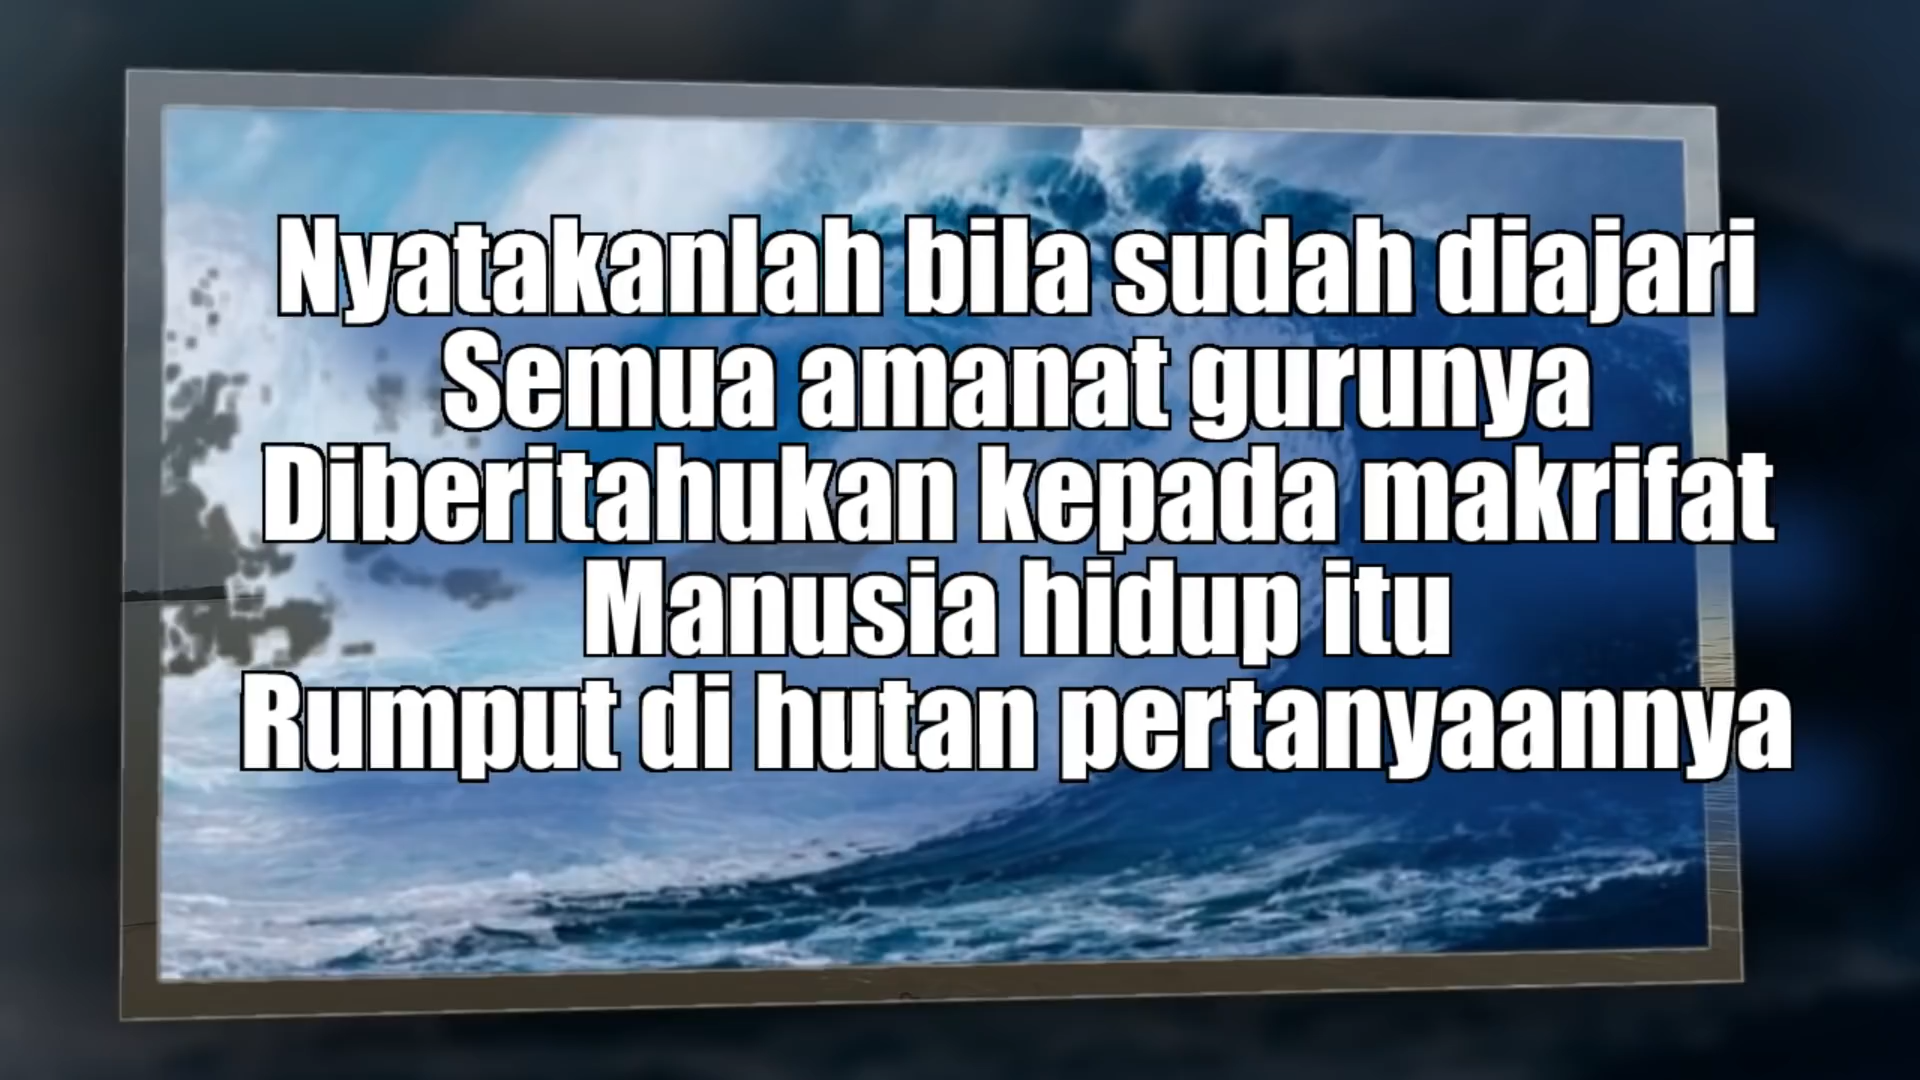 Nyatakanlah bila sudah diajari
Semua amanat gurunya
Diberitahukan kepada makrifat
Manusia hidup itu
Rumput di hutan pertanyaannya